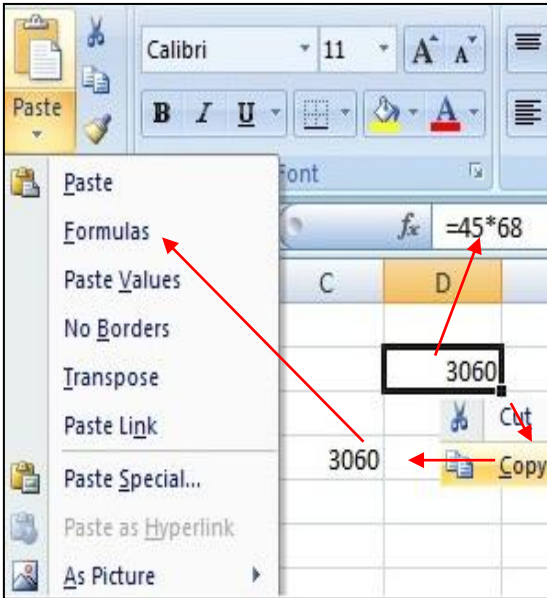 Calibri 11 A A
Paste
B I U A
Font
Paste
Formulas
fx =45*68
Paste Values
C D
No Borders
Transpose
3060
Paste Link
Cut
3060
Copy
Paste Special...
Paste as Hyperlink
As Picture